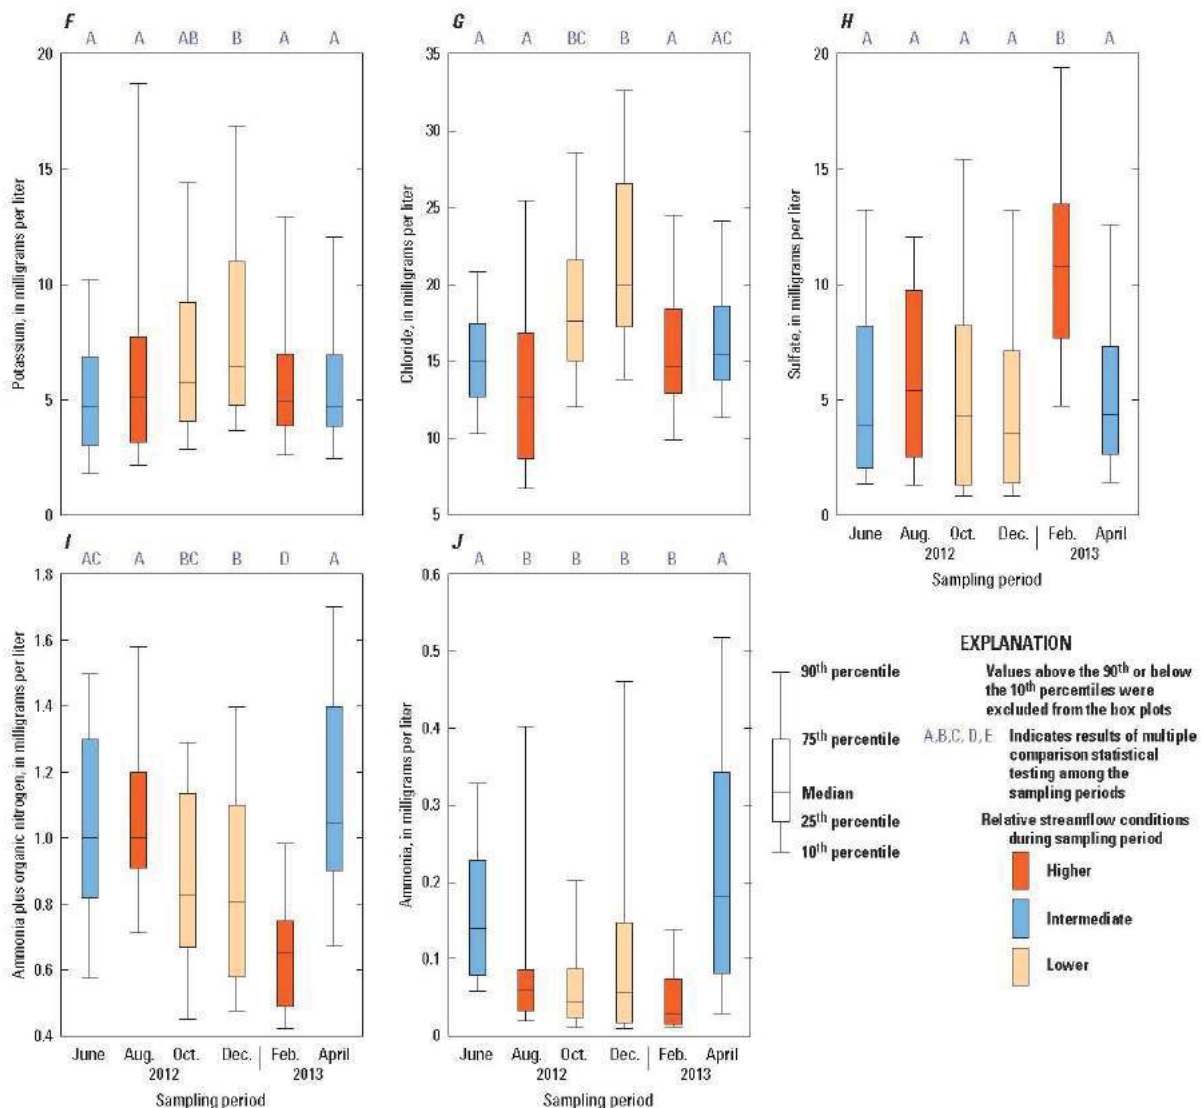 F
A A AB B A A
20
15
10
5
0
Potassium, in milligrams per liter
G
A A BC B A AC
35
30
25
20
15
10
5
Chloride, in milligrams per liter
H
A A A A B A
20
15
10
5
0
Sulfate, in milligrams per liter
June Aug. Oct. Dec. Feb. April
2012 2013
Sampling period
I
AC A BC B D A
1.8
1.6
1.4
1.2
1.0
0.8
0.6
0.4
Ammonia plus organic nitrogen, in milligrams per liter
June Aug. Oct. Dec. Feb. April
2012 2013
Sampling period
J
A B B B B A
0.6
0.5
0.4
0.3
0.2
0.1
0
Ammonia, in milligrams per liter
June Aug. Oct. Dec. Feb. April
2012 2013
Sampling period
EXPLANATION
90th percentile
75th percentile
Median
25th percentile
10th percentile
Values above the 90th or below
the 10th percentiles were
excluded from the box plots
A,B,C, D, E Indicates results of multiple
comparison statistical
testing among the
sampling periods
Relative streamflow conditions
during sampling period
Higher
Intermediate
Lower